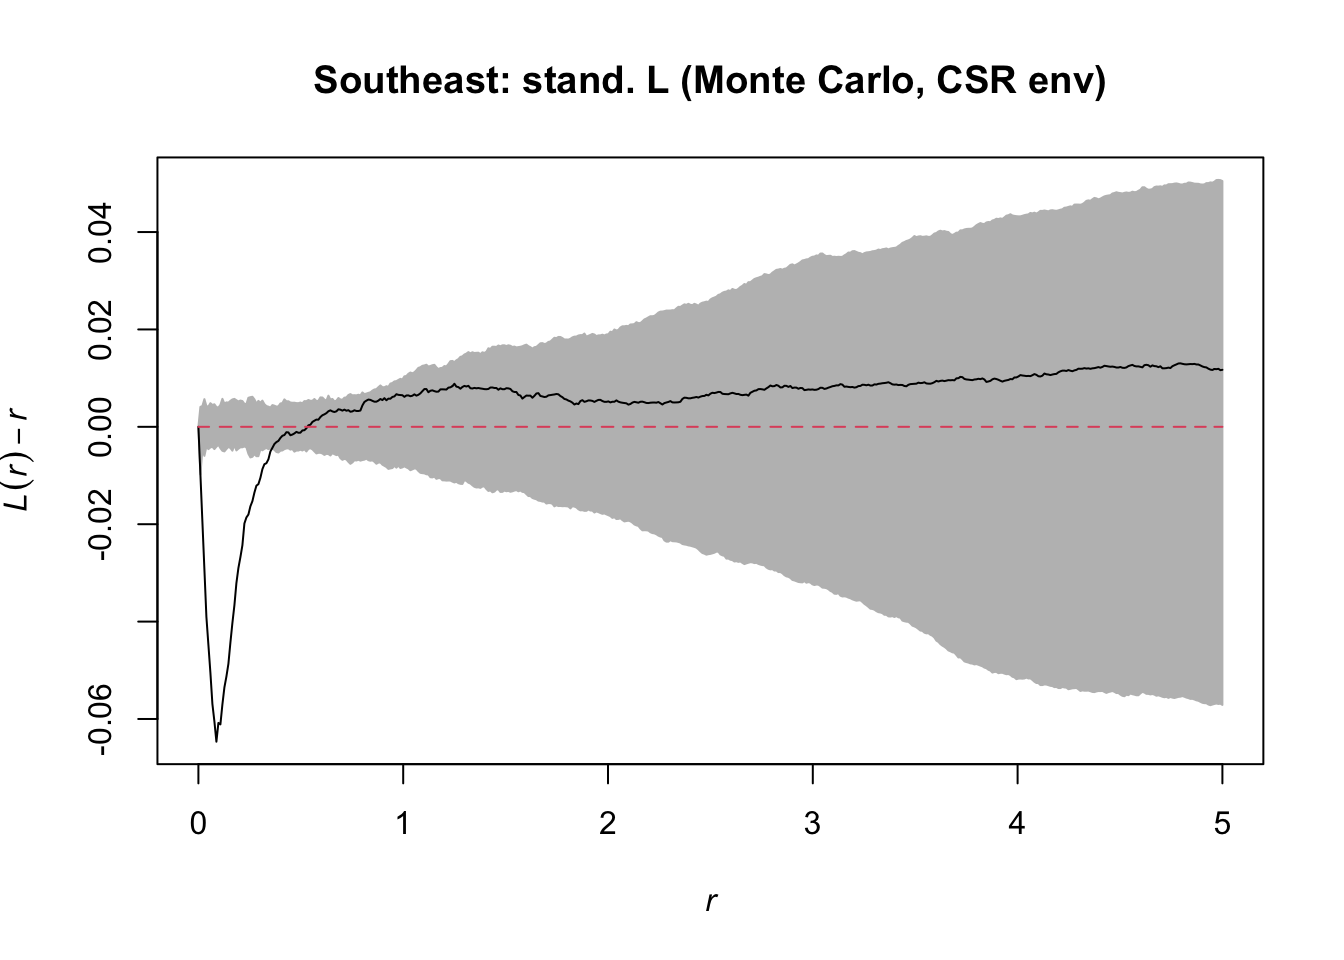 Southeast: stand. L (Monte Carlo, CSR env)
0.04
0.02
0.00
-0.02
-0.06
L(r) − r
0 1 2 3 4 5
r